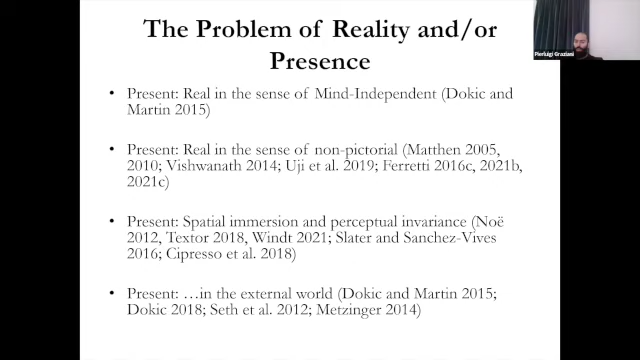 The Problem of Reality and/or
Presence
Pierluigi Graziani
• Present: Real in the sense of Mind-Independent (Dokic and
Martin 2015)
• Present: Real in the sense of non-pictorial (Matthen 2005,
2010; Vishwanath 2014; Uji et al. 2019; Ferretti 2016c, 2021b,
2021c)
• Present: Spatial immersion and perceptual invariance (Noë
2012, Textor 2018, Windt 2021; Slater and Sanchez-Vives
2016; Cipresso et al. 2018)
• Present: …in the external world (Dokic and Martin 2015;
Dokic 2018; Seth et al. 2012; Metzinger 2014)